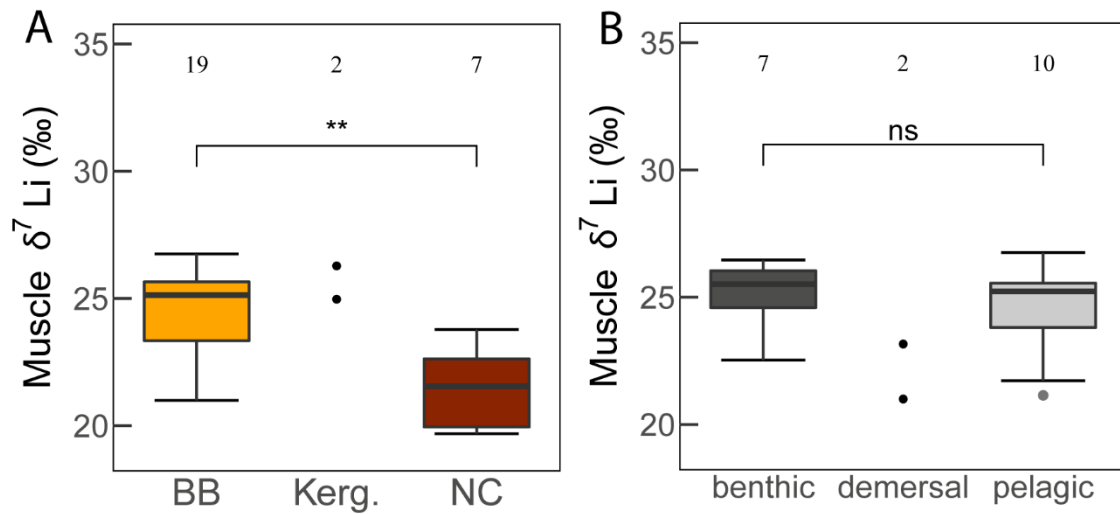 A
Muscle δ⁷ Li (‰)
35
30
25
20
19
2
7
**
BB
Kerg.
NC
B
Muscle δ⁷ Li (‰)
35
30
25
20
7
2
10
ns
benthic
demersal
pelagic